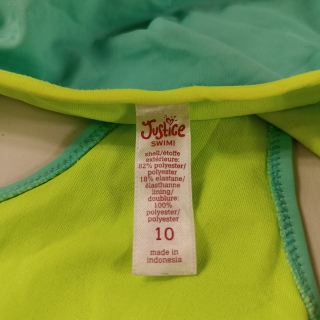 Justice
SWIM!
shell/étoffe
extérieure:
82% polyester/
polyester
18% elastane/
élasthanne
lining/
doublure:
100%
polyester/
polyester
10
made in
indonesia